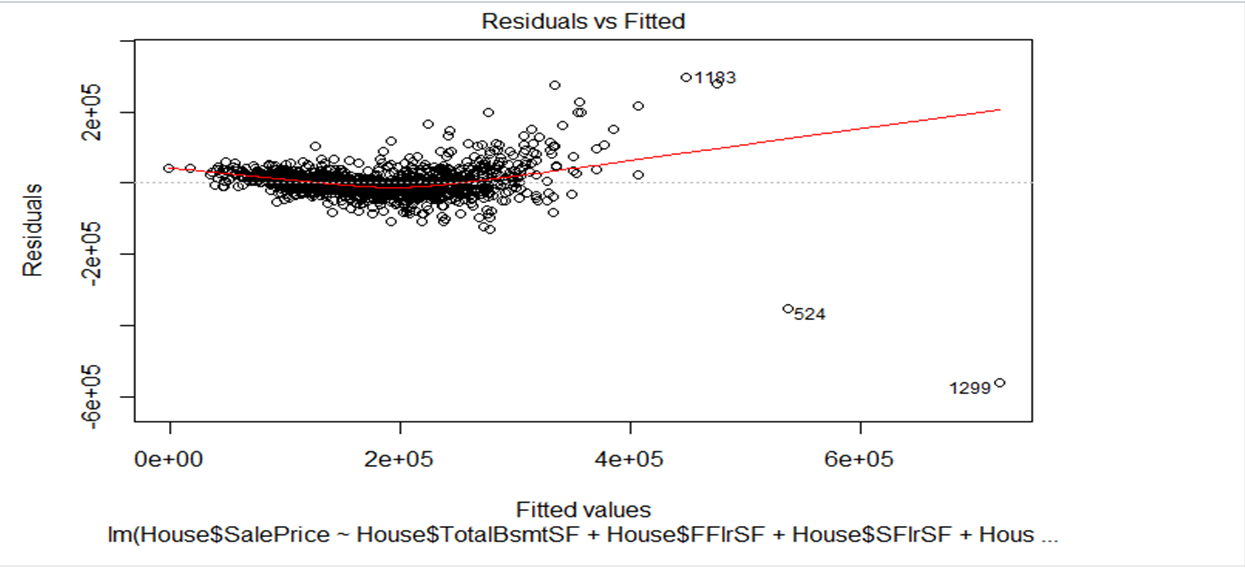 Residuals vs Fitted
Residuals
2e+05
-2e+05
-6e+05
1183
524
1299
0e+00 2e+05 4e+05 6e+05
Fitted values
lm(House$SalePrice ~ House$TotalBsmtSF + House$FFlrSF + House$SFlrSF + Hous ...